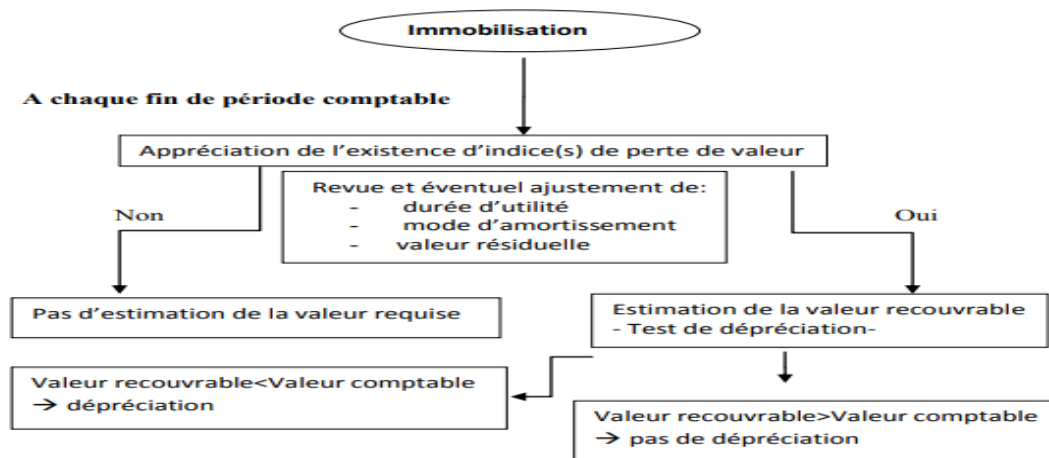 Immobilisation
A chaque fin de période comptable
Appréciation de l'existence d'indice(s) de perte de valeur
Revue et éventuel ajustement de:
- durée d'utilité
- mode d'amortissement
- valeur résiduelle
Non
Oui
Pas d'estimation de la valeur requise
Estimation de la valeur recouvrable
- Test de dépréciation-
Valeur recouvrable<Valeur comptable
→ dépréciation
Valeur recouvrable>Valeur comptable
→ pas de dépréciation